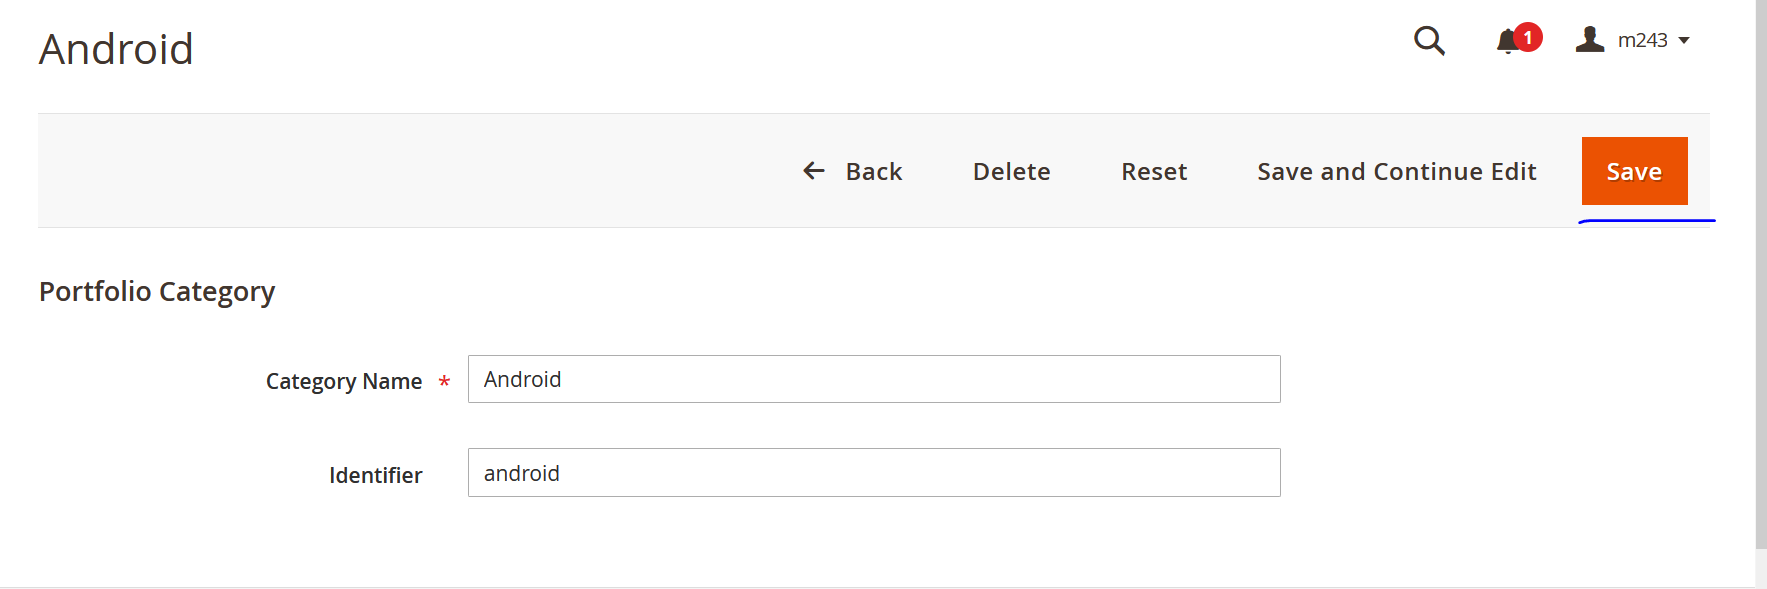 Android
1
m243
Back Delete Reset Save and Continue Edit Save
Portfolio Category
Category Name * Android
Identifier android